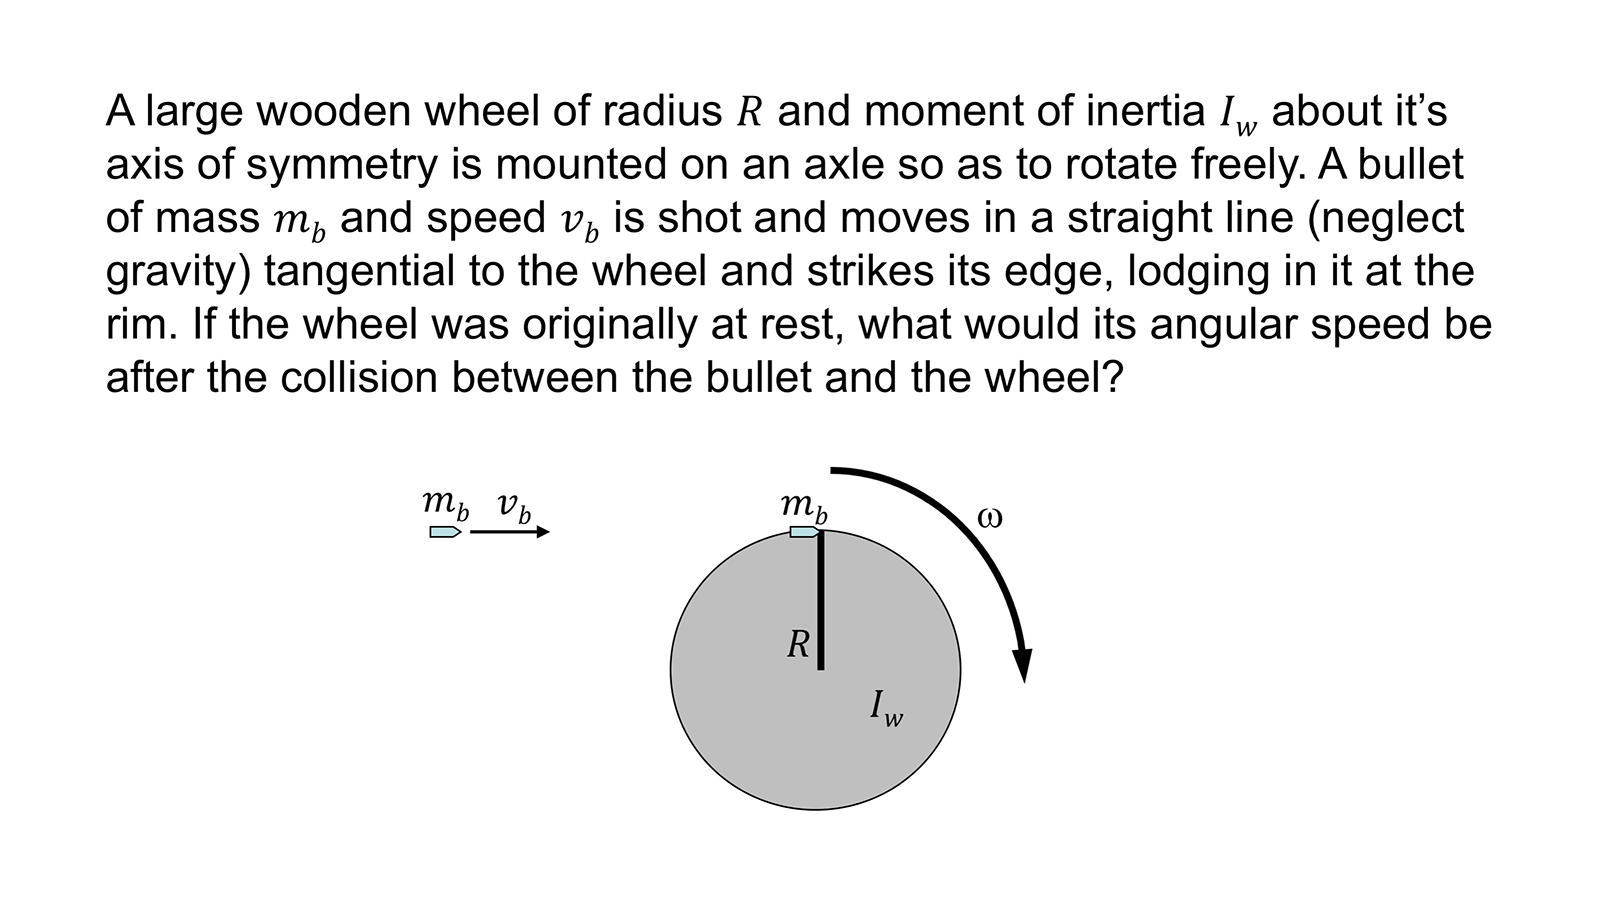 A large wooden wheel of radius R and moment of inertia I_w about it’s
axis of symmetry is mounted on an axle so as to rotate freely. A bullet
of mass m_b and speed v_b is shot and moves in a straight line (neglect
gravity) tangential to the wheel and strikes its edge, lodging in it at the
rim. If the wheel was originally at rest, what would its angular speed be
after the collision between the bullet and the wheel?
m_b v_b
m_b
ω
R
I_w